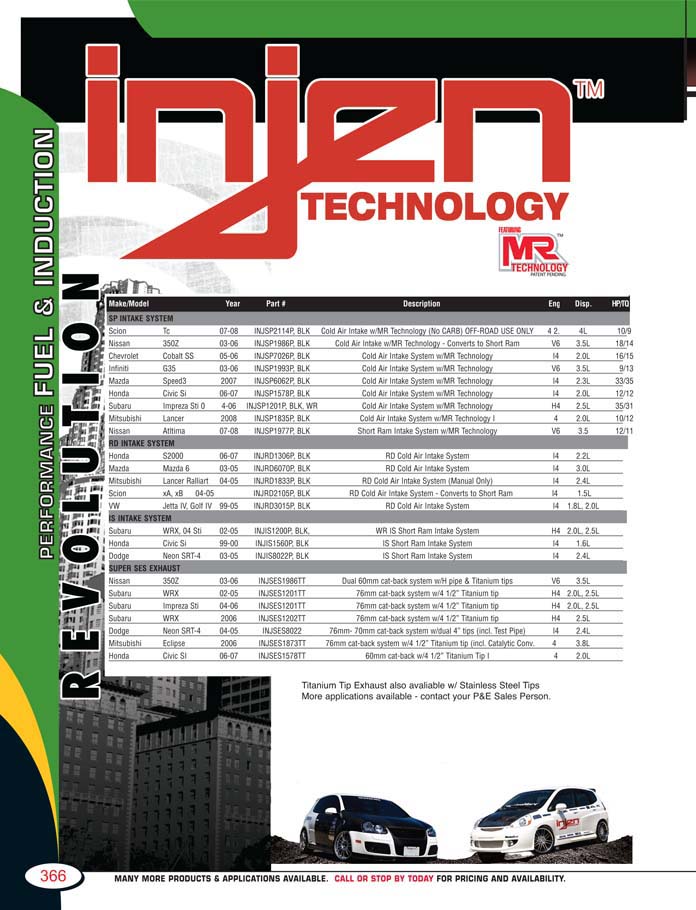 injen
TM
TECHNOLOGY
FEATURING
MR
TM
TECHNOLOGY
PATENT PENDING
PERFORMANCE FUEL & INDUCTION
REVOLUTION
Make/Model Year Part # Description Eng Disp. HP/TQ
SP INTAKE SYSTEM
Scion Tc 07-08 INJSP2114P, BLK Cold Air Intake w/MR Technology (No CARB) OFF-ROAD USE ONLY 4 2. 4L 10/9
Nissan 350Z 03-06 INJSP1986P, BLK Cold Air Intake w/MR Technology - Converts to Short Ram V6 3.5L 18/14
Chevrolet Cobalt SS 05-06 INJSP7026P, BLK Cold Air Intake System w/MR Technology I4 2.0L 16/15
Infiniti G35 03-06 INJSP1993P, BLK Cold Air Intake System w/MR Technology V6 3.5L 9/13
Mazda Speed3 2007 INJSP6062P, BLK Cold Air Intake System w/MR Technology I4 2.3L 33/35
Honda Civic Si 06-07 INJSP1578P, BLK Cold Air Intake System w/MR Technology I4 2.0L 12/12
Subaru Impreza Sti 0 4-06 INJSP1201P, BLK, WR Cold Air Intake System w/MR Technology H4 2.5L 35/31
Mitsubishi Lancer 2008 INJSP1835P, BLK Cold Air Intake System w/MR Technology I 4 2.0L 10/12
Nissan Altima 07-08 INJSP1977P, BLK Short Ram Intake System w/MR Technology V6 3.5 12/11
RD INTAKE SYSTEM
Honda S2000 06-07 INJRD1306P, BLK RD Cold Air Intake System I4 2.2L
Mazda Mazda 6 03-05 INJRD6070P, BLK RD Cold Air Intake System I4 3.0L
Mitsubishi Lancer Ralliart 04-05 INJRD1833P, BLK RD Cold Air Intake System (Manual Only) I4 2.4L
Scion xA, xB 04-05 INJRD2105P, BLK RD Cold Air Intake System - Converts to Short Ram I4 1.5L
VW Jetta IV, Golf IV 99-05 INJRD3015P, BLK RD Cold Air Intake System I4 1.8L, 2.0L
IS INTAKE SYSTEM
Subaru WRX, 04 Sti 02-05 INJIS1200P, BLK, WR IS Short Ram Intake System H4 2.0L, 2.5L
Honda Civic Si 99-00 INJIS1560P, BLK IS Short Ram Intake System I4 1.6L
Dodge Neon SRT-4 03-05 INJIS8022P, BLK IS Short Ram Intake System I4 2.4L
SUPER SES EXHAUST
Nissan 350Z 03-06 INJSES1986TT Dual 60mm cat-back system w/H pipe & Titanium tips V6 3.5L
Subaru WRX 02-05 INJSES1201TT 76mm cat-back system w/4 1/2" Titanium tip H4 2.0L, 2.5L
Subaru Impreza Sti 04-06 INJSES1201TT 76mm cat-back system w/4 1/2" Titanium tip H4 2.0L, 2.5L
Subaru WRX 2006 INJSES1202TT 76mm cat-back system w/4 1/2" Titanium tip H4 2.5L
Dodge Neon SRT-4 04-05 INJSES8022 76mm- 70mm cat-back system w/dual 4" tips (incl. Test Pipe) I4 2.4L
Mitsubishi Eclipse 2006 INJSES1873TT 76mm cat-back system w/4 1/2" Titanium tip (incl. Catalytic Conv. 4 3.8L
Honda Civic SI 06-07 INJSES1578TT 60mm cat-back w/4 1/2" Titanium Tip I 4 2.0L
Titanium Tip Exhaust also avaliable w/ Stainless Steel Tips
More applications available - contact your P&E Sales Person.
injen
366
MANY MORE PRODUCTS & APPLICATIONS AVAILABLE. CALL OR STOP BY TODAY FOR PRICING AND AVAILABILITY.